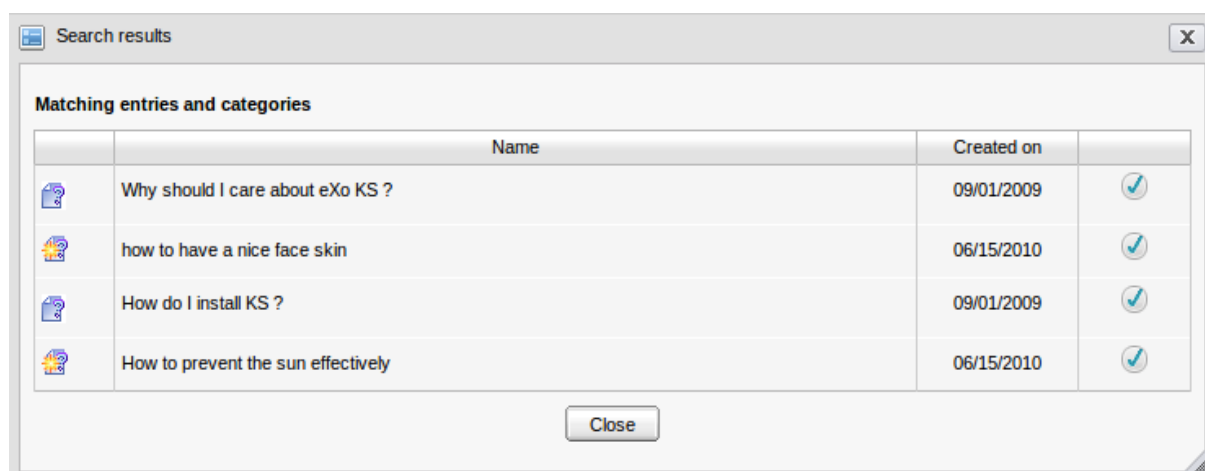 Search results
X
Matching entries and categories
Name Created on
Why should I care about eXo KS ? 09/01/2009
how to have a nice face skin 06/15/2010
How do I install KS ? 09/01/2009
How to prevent the sun effectively 06/15/2010
Close